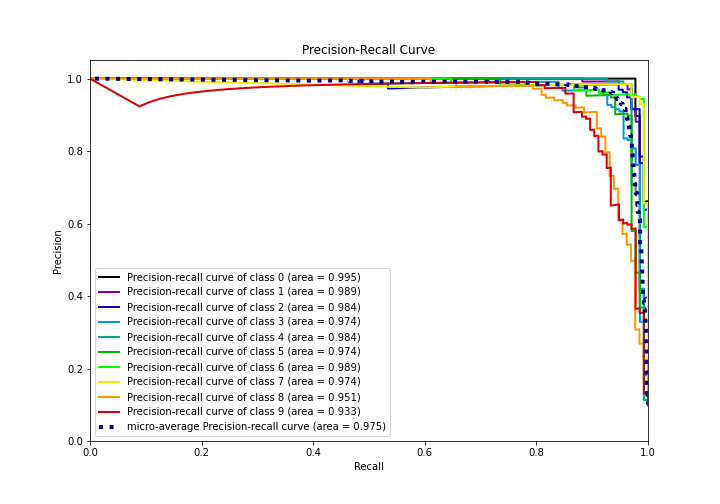 Precision-Recall Curve
1.0
0.8
0.6
0.4
0.2
0.0
Precision
Precision-recall curve of class 0 (area = 0.995)
Precision-recall curve of class 1 (area = 0.989)
Precision-recall curve of class 2 (area = 0.984)
Precision-recall curve of class 3 (area = 0.974)
Precision-recall curve of class 4 (area = 0.984)
Precision-recall curve of class 5 (area = 0.974)
Precision-recall curve of class 6 (area = 0.989)
Precision-recall curve of class 7 (area = 0.974)
Precision-recall curve of class 8 (area = 0.951)
Precision-recall curve of class 9 (area = 0.933)
micro-average Precision-recall curve (area = 0.975)
0.0 0.2 0.4 0.6 0.8 1.0
Recall